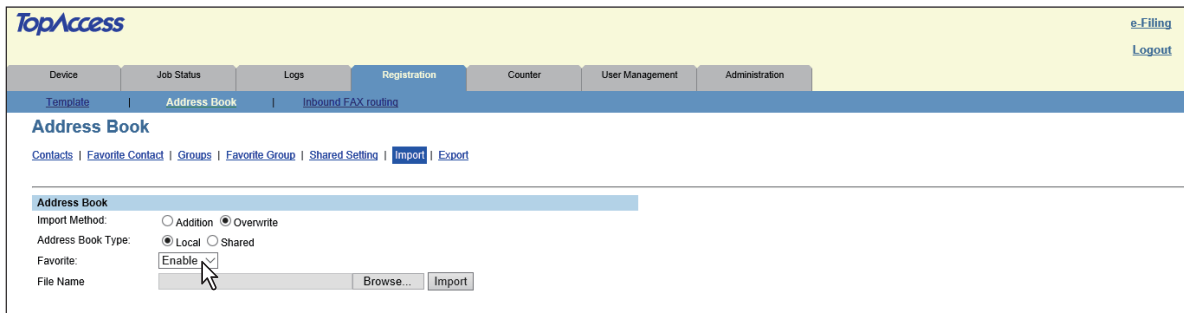 TopAccess
e-Filing
Logout
Device Job Status Logs Registration Counter User Management Administration
Template | Address Book | Inbound FAX routing
Address Book
Contacts | Favorite Contact | Groups | Favorite Group | Shared Setting | Import | Export
Address Book
Import Method: Addition Overwrite
Address Book Type: Local Shared
Favorite: Enable
File Name Browse... Import